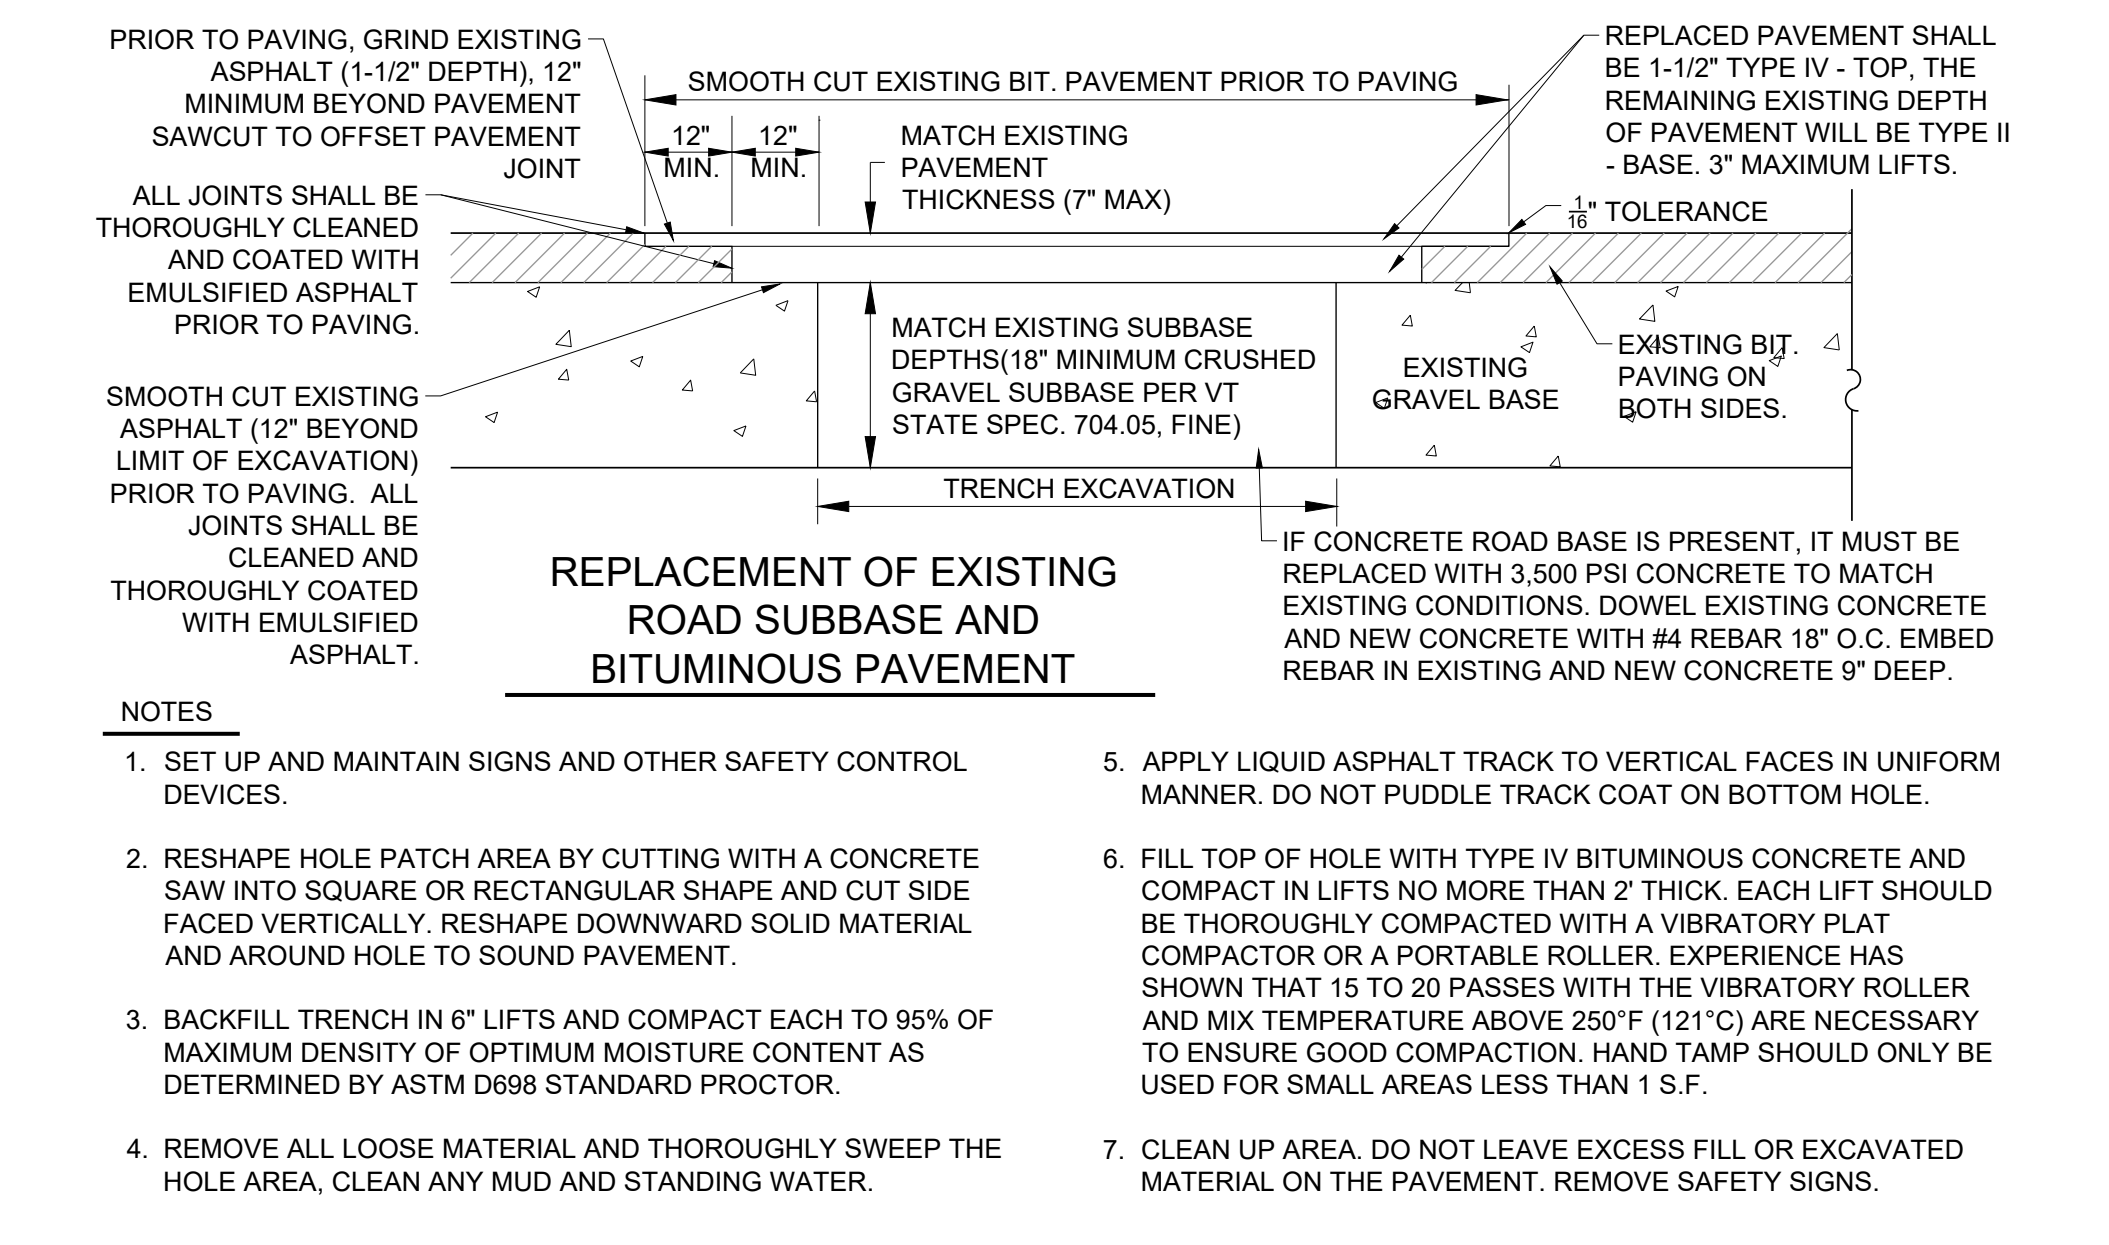 PRIOR TO PAVING, GRIND EXISTING
ASPHALT (1-1/2" DEPTH), 12"
MINIMUM BEYOND PAVEMENT
SAWCUT TO OFFSET PAVEMENT
JOINT
ALL JOINTS SHALL BE
THOROUGHLY CLEANED
AND COATED WITH
EMULSIFIED ASPHALT
PRIOR TO PAVING.
SMOOTH CUT EXISTING
ASPHALT (12" BEYOND
LIMIT OF EXCAVATION)
PRIOR TO PAVING. ALL
JOINTS SHALL BE
CLEANED AND
THOROUGHLY COATED
WITH EMULSIFIED
ASPHALT.
SMOOTH CUT EXISTING BIT. PAVEMENT PRIOR TO PAVING
12"
MIN.
12"
MIN.
MATCH EXISTING
PAVEMENT
THICKNESS (7" MAX)
REPLACED PAVEMENT SHALL
BE 1-1/2" TYPE IV - TOP, THE
REMAINING EXISTING DEPTH
OF PAVEMENT WILL BE TYPE II
- BASE. 3" MAXIMUM LIFTS.
1/16" TOLERANCE
MATCH EXISTING SUBBASE
DEPTHS(18" MINIMUM CRUSHED
GRAVEL SUBBASE PER VT
STATE SPEC. 704.05, FINE)
EXISTING
GRAVEL BASE
EXISTING BIT.
PAVING ON
BOTH SIDES.
TRENCH EXCAVATION
IF CONCRETE ROAD BASE IS PRESENT, IT MUST BE
REPLACED WITH 3,500 PSI CONCRETE TO MATCH
EXISTING CONDITIONS. DOWEL EXISTING CONCRETE
AND NEW CONCRETE WITH #4 REBAR 18" O.C. EMBED
REBAR IN EXISTING AND NEW CONCRETE 9" DEEP.
REPLACEMENT OF EXISTING
ROAD SUBBASE AND
BITUMINOUS PAVEMENT
NOTES
1. SET UP AND MAINTAIN SIGNS AND OTHER SAFETY CONTROL
DEVICES.
2. RESHAPE HOLE PATCH AREA BY CUTTING WITH A CONCRETE
SAW INTO SQUARE OR RECTANGULAR SHAPE AND CUT SIDE
FACED VERTICALLY. RESHAPE DOWNWARD SOLID MATERIAL
AND AROUND HOLE TO SOUND PAVEMENT.
3. BACKFILL TRENCH IN 6" LIFTS AND COMPACT EACH TO 95% OF
MAXIMUM DENSITY OF OPTIMUM MOISTURE CONTENT AS
DETERMINED BY ASTM D698 STANDARD PROCTOR.
4. REMOVE ALL LOOSE MATERIAL AND THOROUGHLY SWEEP THE
HOLE AREA, CLEAN ANY MUD AND STANDING WATER.
5. APPLY LIQUID ASPHALT TRACK TO VERTICAL FACES IN UNIFORM
MANNER. DO NOT PUDDLE TRACK COAT ON BOTTOM HOLE.
6. FILL TOP OF HOLE WITH TYPE IV BITUMINOUS CONCRETE AND
COMPACT IN LIFTS NO MORE THAN 2' THICK. EACH LIFT SHOULD
BE THOROUGHLY COMPACTED WITH A VIBRATORY PLAT
COMPACTOR OR A PORTABLE ROLLER. EXPERIENCE HAS
SHOWN THAT 15 TO 20 PASSES WITH THE VIBRATORY ROLLER
AND MIX TEMPERATURE ABOVE 250°F (121°C) ARE NECESSARY
TO ENSURE GOOD COMPACTION. HAND TAMP SHOULD ONLY BE
USED FOR SMALL AREAS LESS THAN 1 S.F.
7. CLEAN UP AREA. DO NOT LEAVE EXCESS FILL OR EXCAVATED
MATERIAL ON THE PAVEMENT. REMOVE SAFETY SIGNS.